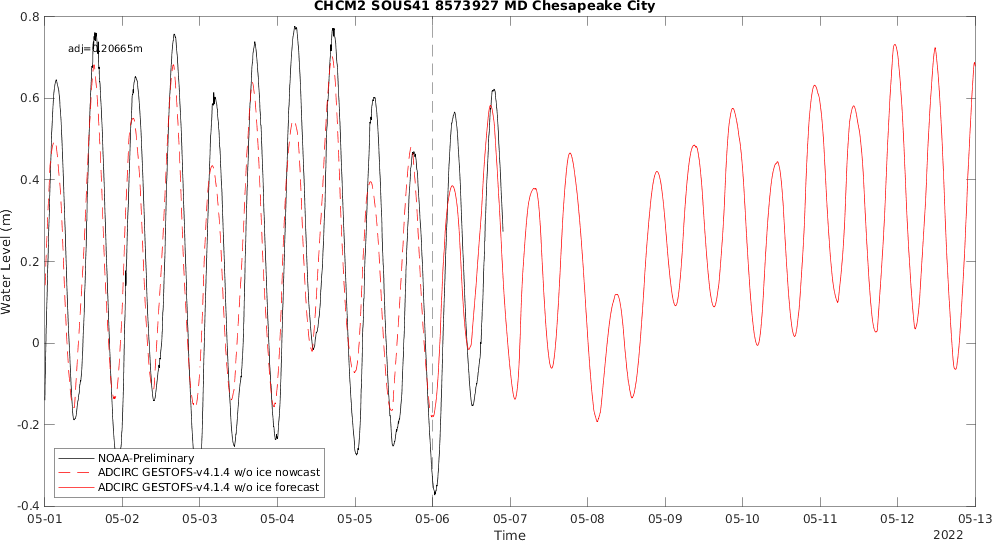 CHCM2 SOUS41 8573927 MD Chesapeake City
adj=0.20665m
0.8
0.6
0.4
0.2
0
-0.2
-0.4
Water Level (m)
NOAA-Preliminary
ADCIRC GESTOFS-v4.1.4 w/o ice nowcast
ADCIRC GESTOFS-v4.1.4 w/o ice forecast
05-01 05-02 05-03 05-04 05-05 05-06 05-07 05-08 05-09 05-10 05-11 05-12 05-13
Time
2022